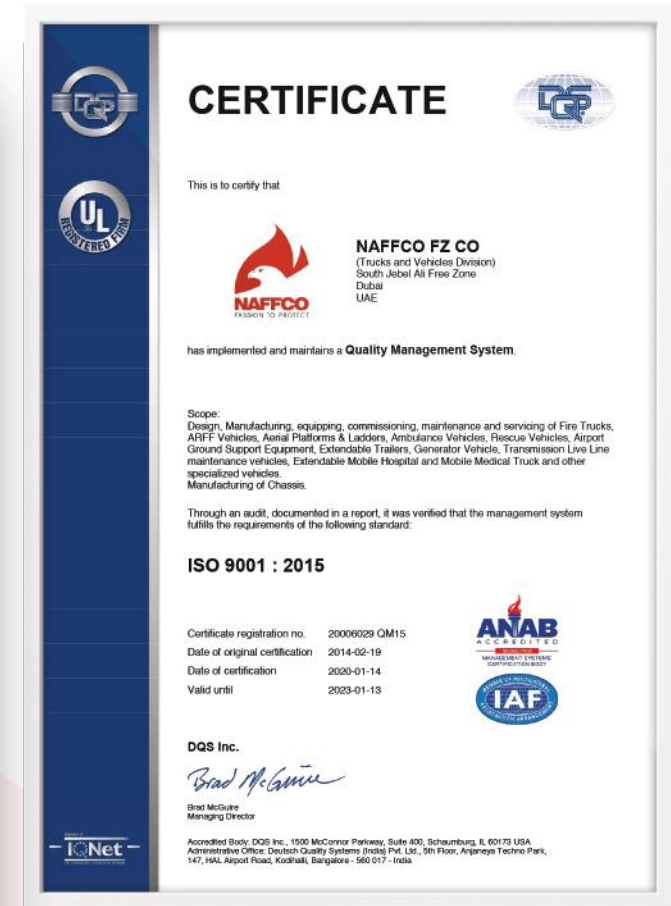 DQS
CERTIFICATE
DQS
This is to certify that
UL
REGISTERED FIRM
NAFFCO
PASSION TO PROTECT
NAFFCO FZ CO
(Trucks and Vehicles Division)
South Jebel Ali Free Zone
Dubai
UAE
has implemented and maintains a Quality Management System.
Scope:
Design, Manufacturing, equipping, commissioning, maintenance and servicing of Fire Trucks,
ARFF Vehicles, Aerial Platforms & Ladders, Ambulance Vehicles, Rescue Vehicles, Airport
Ground Support Equipment, Extendable Trailers, Generator Vehicle, Transmission Live Line
maintenance vehicles, Extendable Mobile Hospital and Mobile Medical Truck and other
specialized vehicles.
Manufacturing of Chassis.
Through an audit, documented in a report, it was verified that the management system
fulfills the requirements of the following standard:
ISO 9001 : 2015
Certificate registration no. 20006029 QM15
Date of original certification 2014-02-19
Date of certification 2020-01-14
Valid until 2023-01-13
ANAB
ACCREDITED
MANAGEMENT SYSTEMS
CERTIFICATION BODY
IAF
DQS Inc.
Brad McGuire
Brad McGuire
Managing Director
IQNet
Accredited Body: DQS Inc., 1500 McConnor Parkway, Suite 400, Schaumburg, IL 60173 USA
Administrative Office: Deutsch Quality Systems (India) Pvt. Ltd., 5th Floor, Anjaneya Techno Park,
147, HAL Airport Road, Kodihalli, Bangalore - 560 017 - India